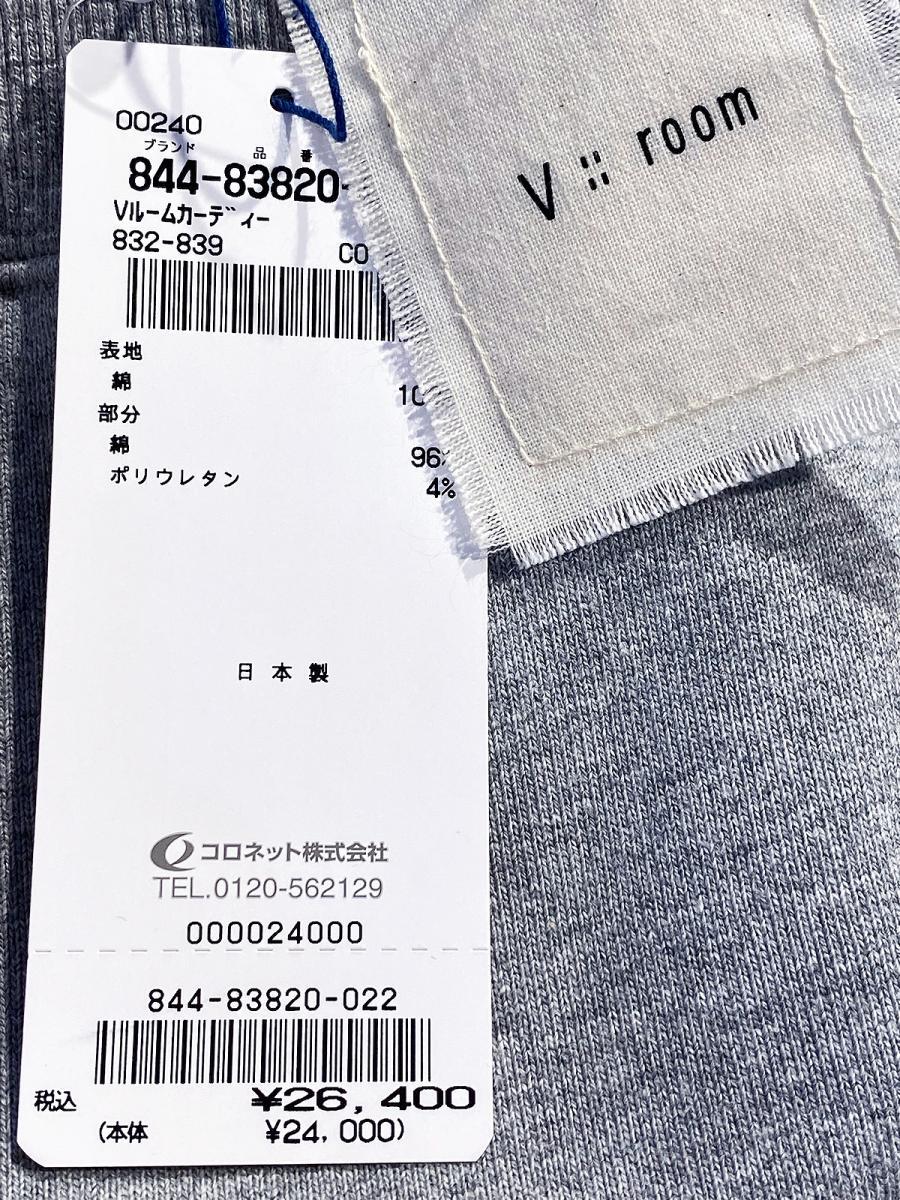 00240
ブランド 品 番
844-83820-
Vルームカーディー
832-839 CO
表地
綿
部分
綿 96
ポリウレタン 4%
日本製
コロネット株式会社
TEL.0120-562129
000024000
844-83820-022
税込 ¥26,400
(本体 ¥24,000)
V :: room